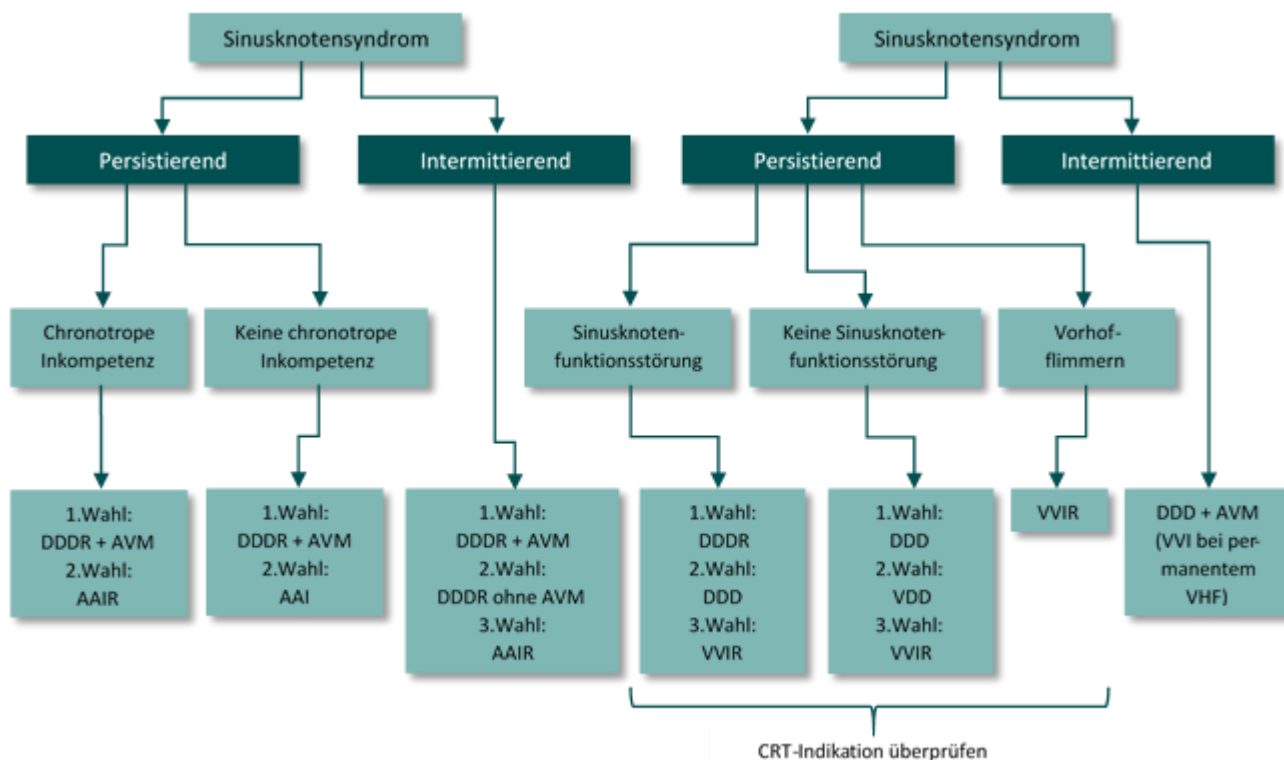 Sinusknotensyndrom
Sinusknotensyndrom
Persistierend
Intermittierend
Persistierend
Intermittierend
Chronotrope
Inkompetenz
Keine chronotrope
Inkompetenz
Sinusknoten-
funktionsstörung
Keine Sinusknoten-
funktionsstörung
Vorhof-
flimmern
1.Wahl:
DDDR + AVM
2.Wahl:
AAIR
1.Wahl:
DDDR + AVM
2.Wahl:
AAI
1.Wahl:
DDDR + AVM
2.Wahl:
DDDR ohne AVM
3.Wahl:
AAIR
1.Wahl:
DDDR
2.Wahl:
DDD
3.Wahl:
VVIR
1.Wahl:
DDD
2.Wahl:
VDD
3.Wahl:
VVIR
VVIR
DDD + AVM
(VVI bei per-
manentem
VHF)
CRT-Indikation überprüfen